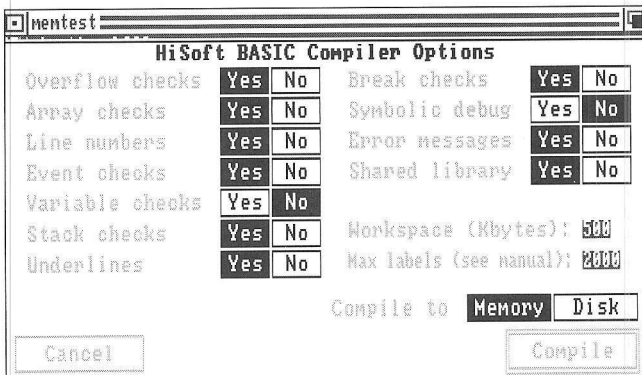 mentest
HiSoft BASIC Compiler Options
Overflow checks Yes No Break checks Yes No
Array checks Yes No Symbolic debug Yes No
Line numbers Yes No Error messages Yes No
Event checks Yes No Shared library Yes No
Variable checks Yes No
Stack checks Yes No Workspace (Kbytes): 500
Underlines Yes No Max labels (see manual): 2000
Compile to Memory Disk
Cancel Compile